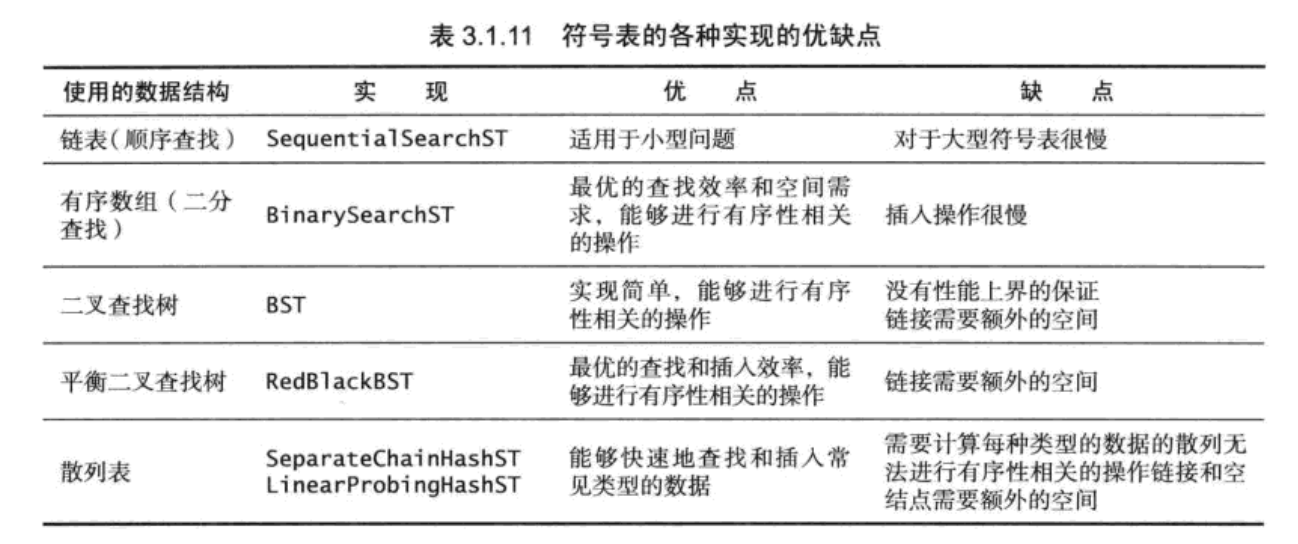 表 3.1.11 符号表的各种实现的优缺点
使用的数据结构 实 现 优 点 缺 点
链表(顺序查找) SequentialSearchST 适用于小型问题 对于大型符号表很慢
有序数组(二分
查找)
BinarySearchST
最优的查找效率和空间需
求，能够进行有序性相关
的操作
插入操作很慢
二叉查找树
BST
实现简单，能够进行有序
性相关的操作
没有性能上界的保证
链接需要额外的空间
平衡二叉查找树
RedBlackBST
最优的查找和插入效率，能
够进行有序性相关的操作
链接需要额外的空间
散列表
SeparateChainHashST
LinearProbingHashST
能够快速地查找和插入常
见类型的数据
需要计算每种类型的数据的散列无
法进行有序性相关的操作链接和空
结点需要额外的空间